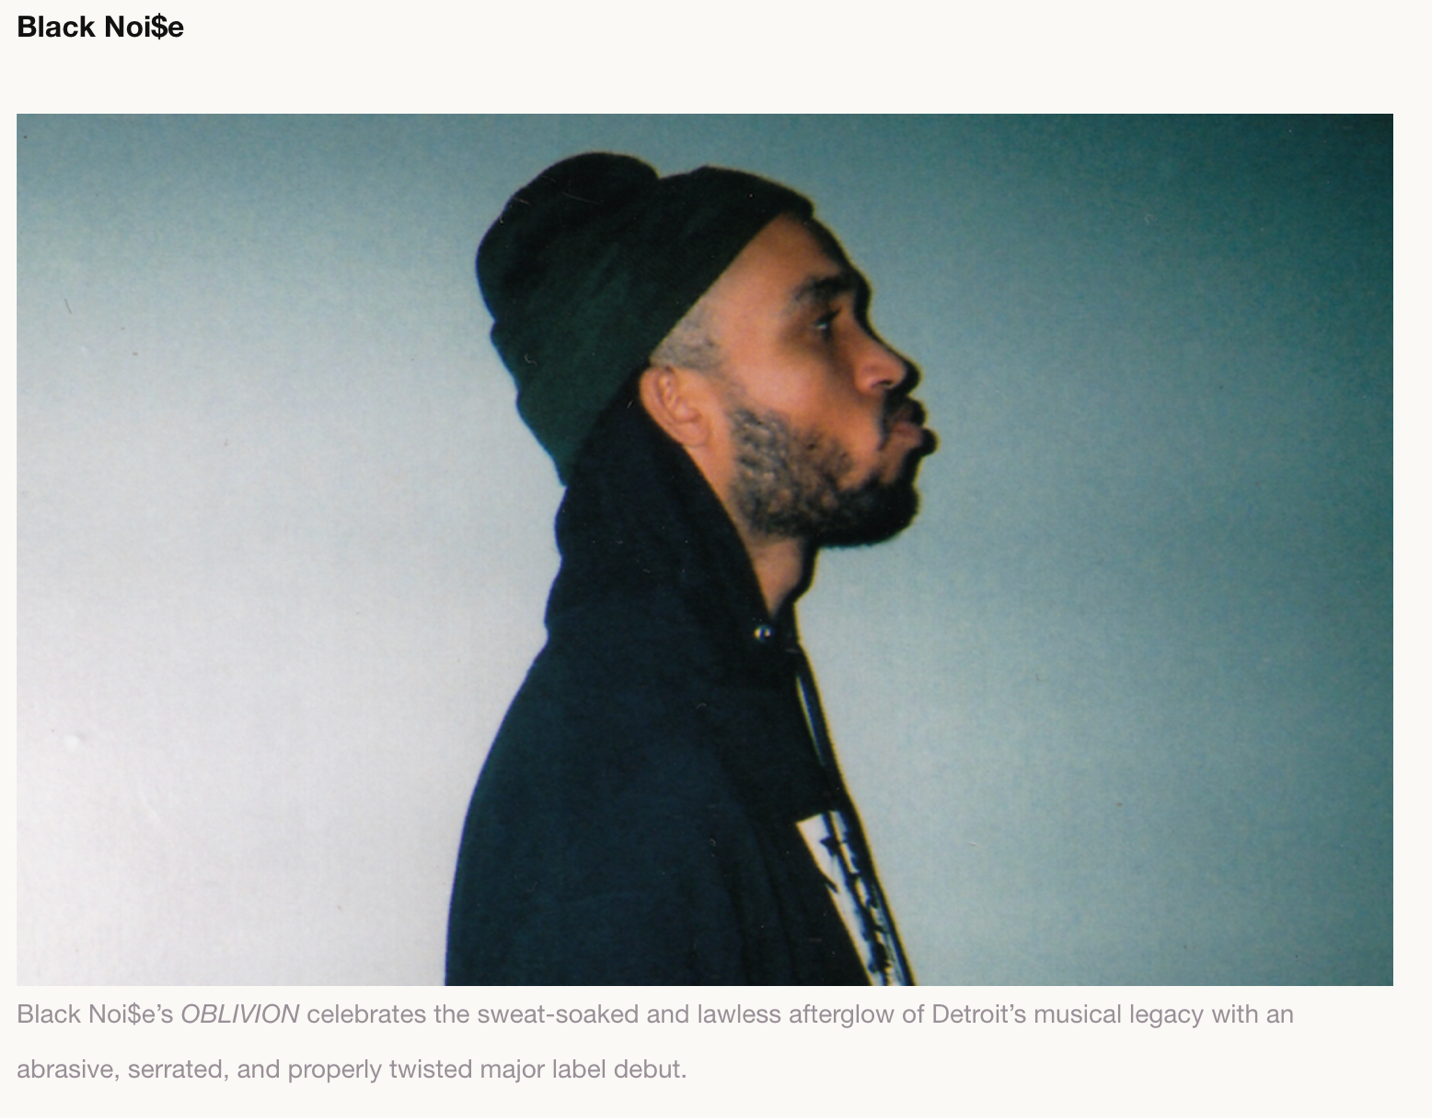 Black Noi$e
Black Noi$e’s OBLIVION celebrates the sweat-soaked and lawless afterglow of Detroit’s musical legacy with an
abrasive, serrated, and properly twisted major label debut.